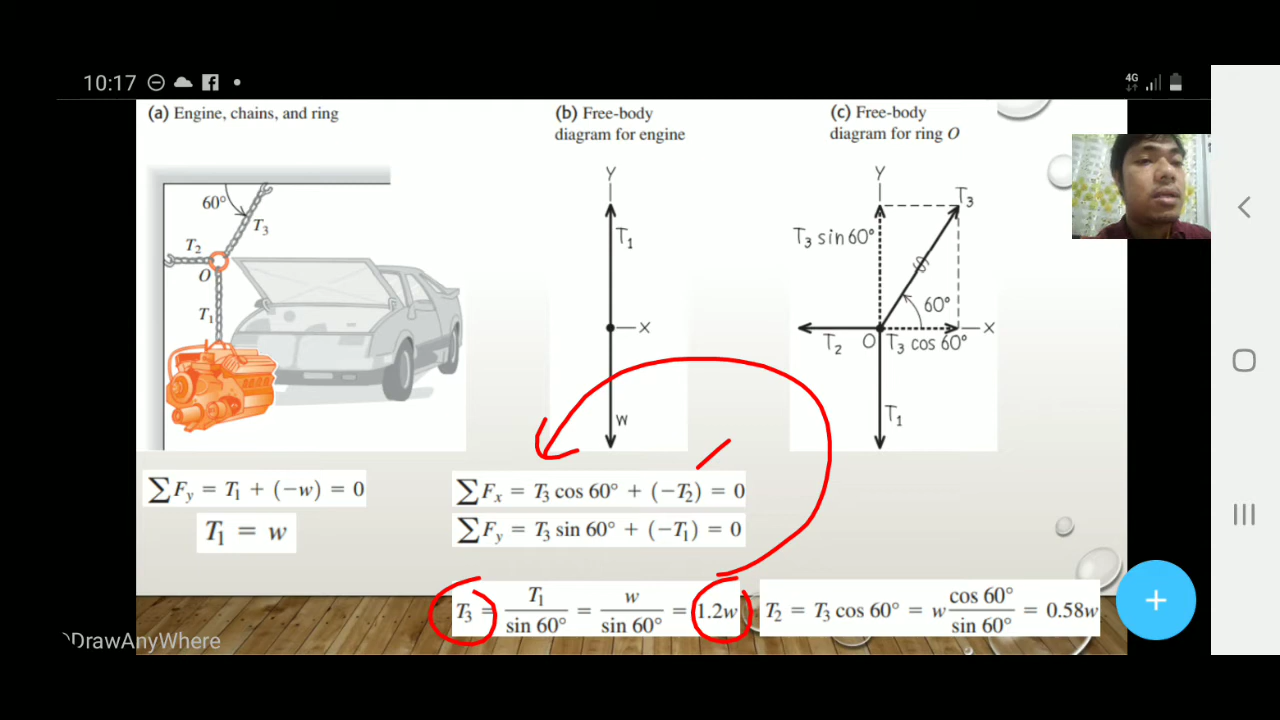 10:17
4G
(a) Engine, chains, and ring
60°
T₃
T₂
O
T₁
(b) Free-body
diagram for engine
Y
T₁
X
W
(c) Free-body
diagram for ring O
Y
T₃
T₃ sin 60°
60°
X
T₂ O T₃ cos 60°
T₁
∑Fy = T₁ + (−w) = 0
T₁ = w
∑Fx = T₃ cos 60° + (−T₂) = 0
∑Fy = T₃ sin 60° + (−T₁) = 0
T₃ = T₁ / sin 60° = w / sin 60° = 1.2w
T₂ = T₃ cos 60° = w cos 60° / sin 60° = 0.58w
DrawAnyWhere